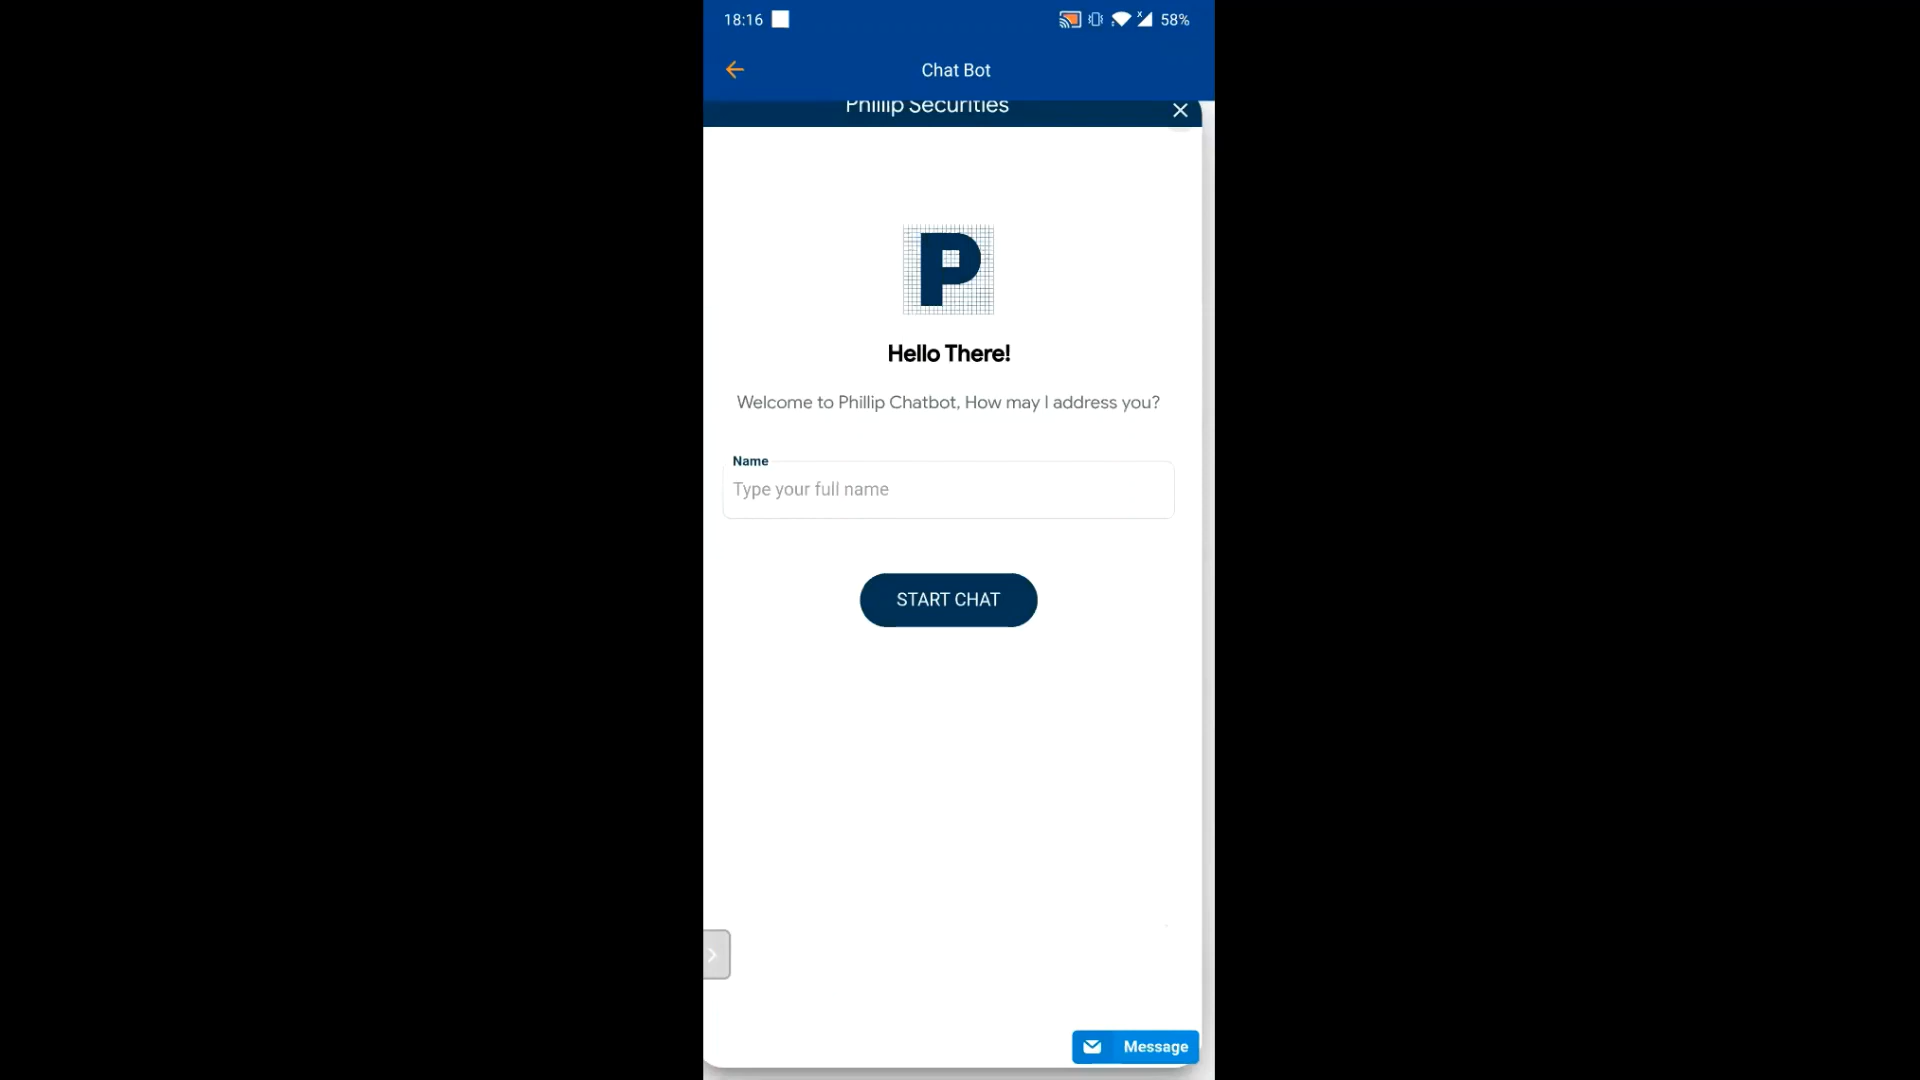 18:16
58%
Chat Bot
Phillip Securities
P
Hello There!
Welcome to Phillip Chatbot, How may I address you?
Name
Type your full name
START CHAT
Message